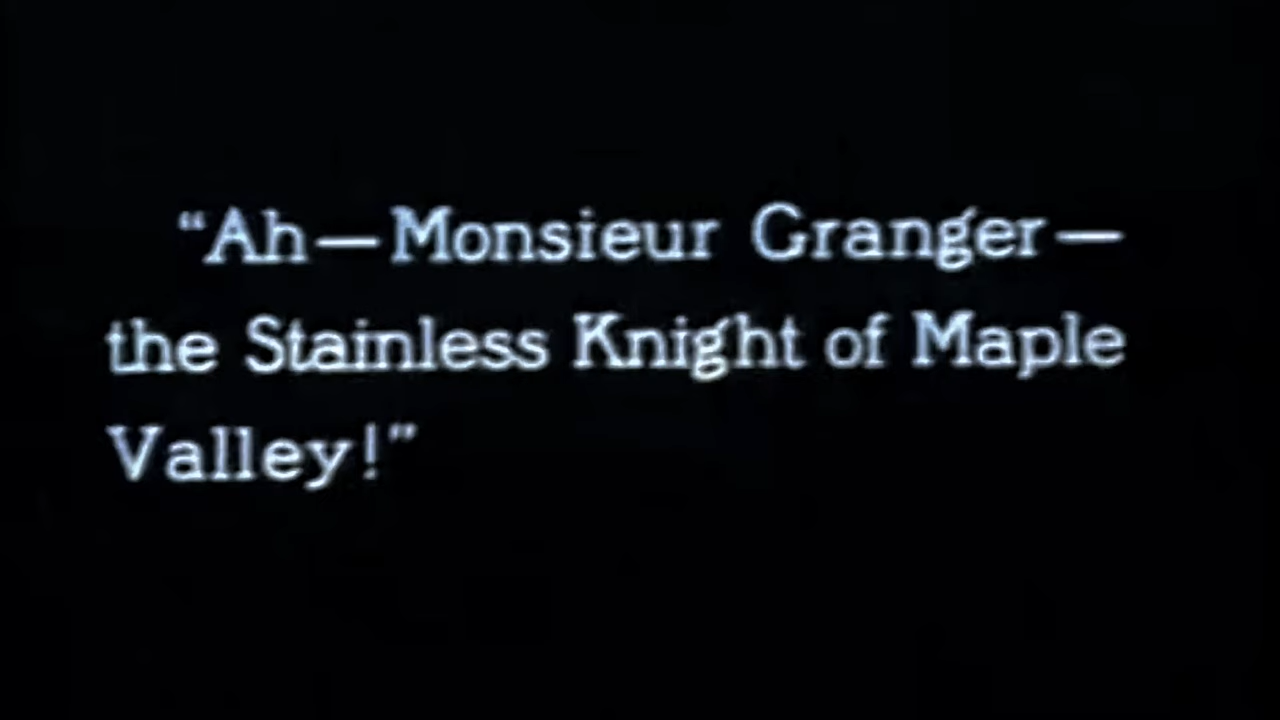 “Ah—Monsieur Granger—
the Stainless Knight of Maple
Valley!”